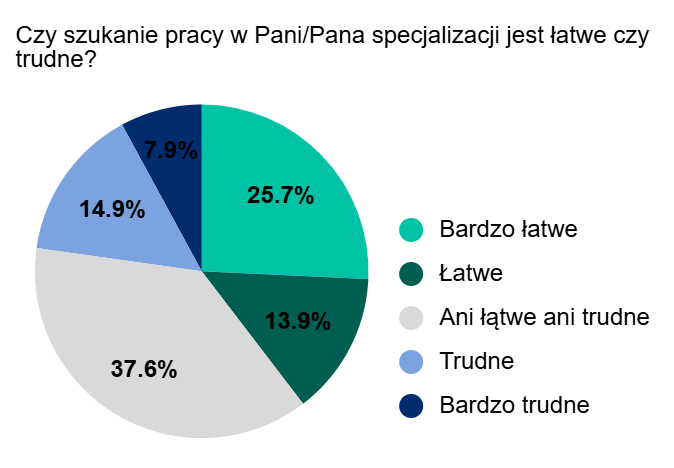 Czy szukanie pracy w Pani/Pana specjalizacji jest łatwe czy
trudne?
7.9%
25.7%
14.9%
13.9%
37.6%
Bardzo łatwe
Łatwe
Ani łątwe ani trudne
Trudne
Bardzo trudne